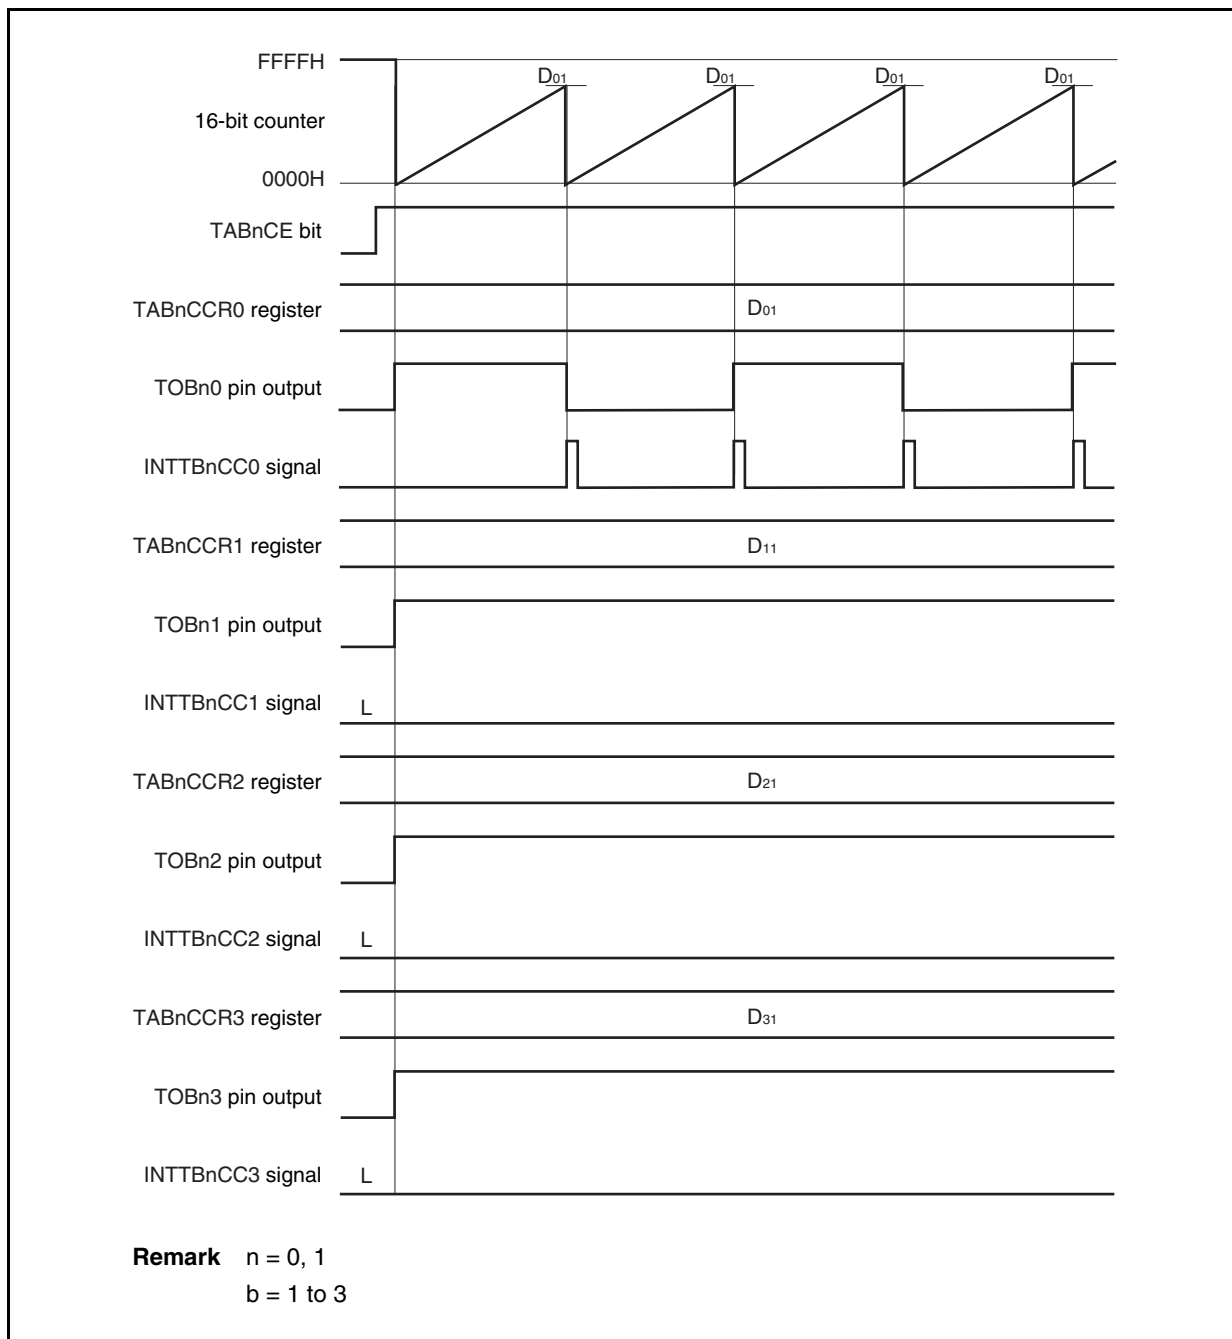 FFFFH
D01 D01 D01 D01
16-bit counter
0000H
TABnCE bit
TABnCCR0 register D01
TOBn0 pin output
INTTBnCC0 signal
TABnCCR1 register D11
TOBn1 pin output
INTTBnCC1 signal L
TABnCCR2 register D21
TOBn2 pin output
INTTBnCC2 signal L
TABnCCR3 register D31
TOBn3 pin output
INTTBnCC3 signal L
Remark n = 0, 1
b = 1 to 3